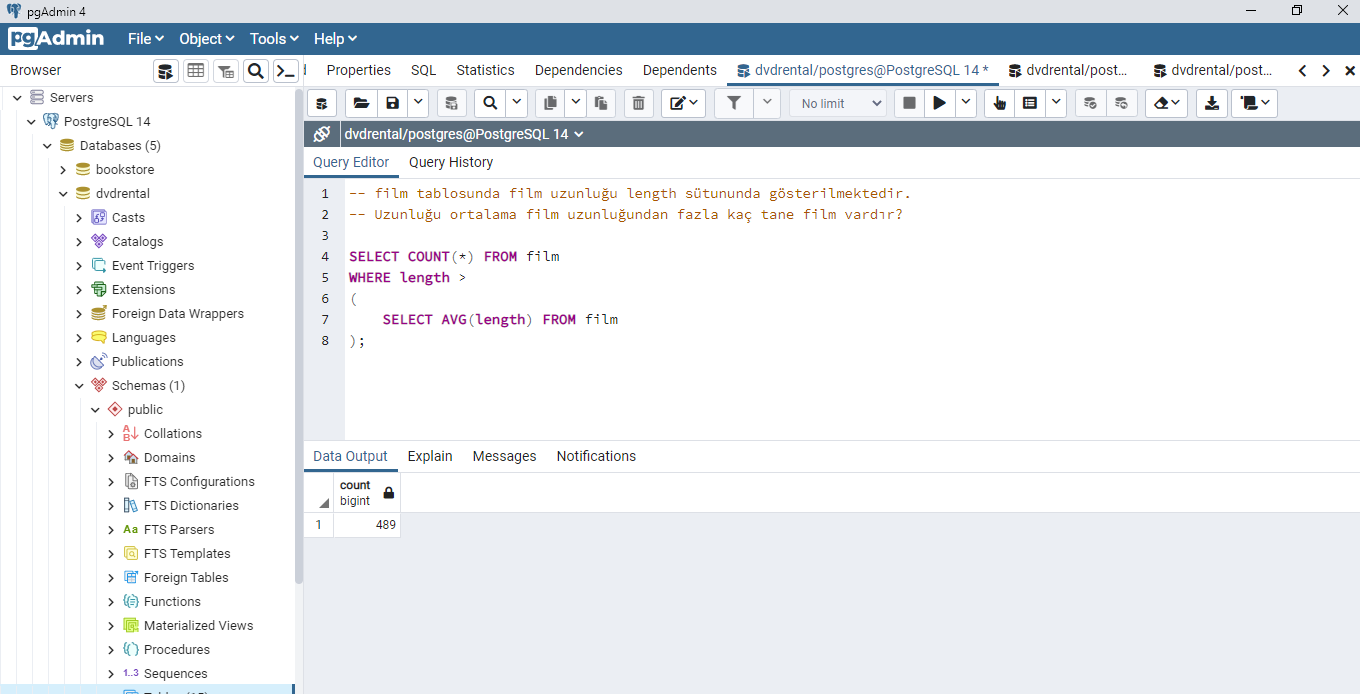 pgAdmin 4
pgAdmin File Object Tools Help
Browser
Properties SQL Statistics Dependencies Dependents dvdrental/postgres@PostgreSQL 14 * dvdrental/post... dvdrental/post...
No limit
dvdrental/postgres@PostgreSQL 14
Query Editor Query History
Servers
PostgreSQL 14
Databases (5)
bookstore
dvdrental
Casts
Catalogs
Event Triggers
Extensions
Foreign Data Wrappers
Languages
Publications
Schemas (1)
public
Collations
Domains
FTS Configurations
FTS Dictionaries
Aa FTS Parsers
FTS Templates
Foreign Tables
Functions
Materialized Views
Procedures
1..3 Sequences
1 -- film tablosunda film uzunluğu length sütununda gösterilmektedir.
2 -- Uzunluğu ortalama film uzunluğundan fazla kaç tane film vardır?
3
4 SELECT COUNT(*) FROM film
5 WHERE length >
6 (
7 SELECT AVG(length) FROM film
8 );
Data Output Explain Messages Notifications
count
bigint
1 489